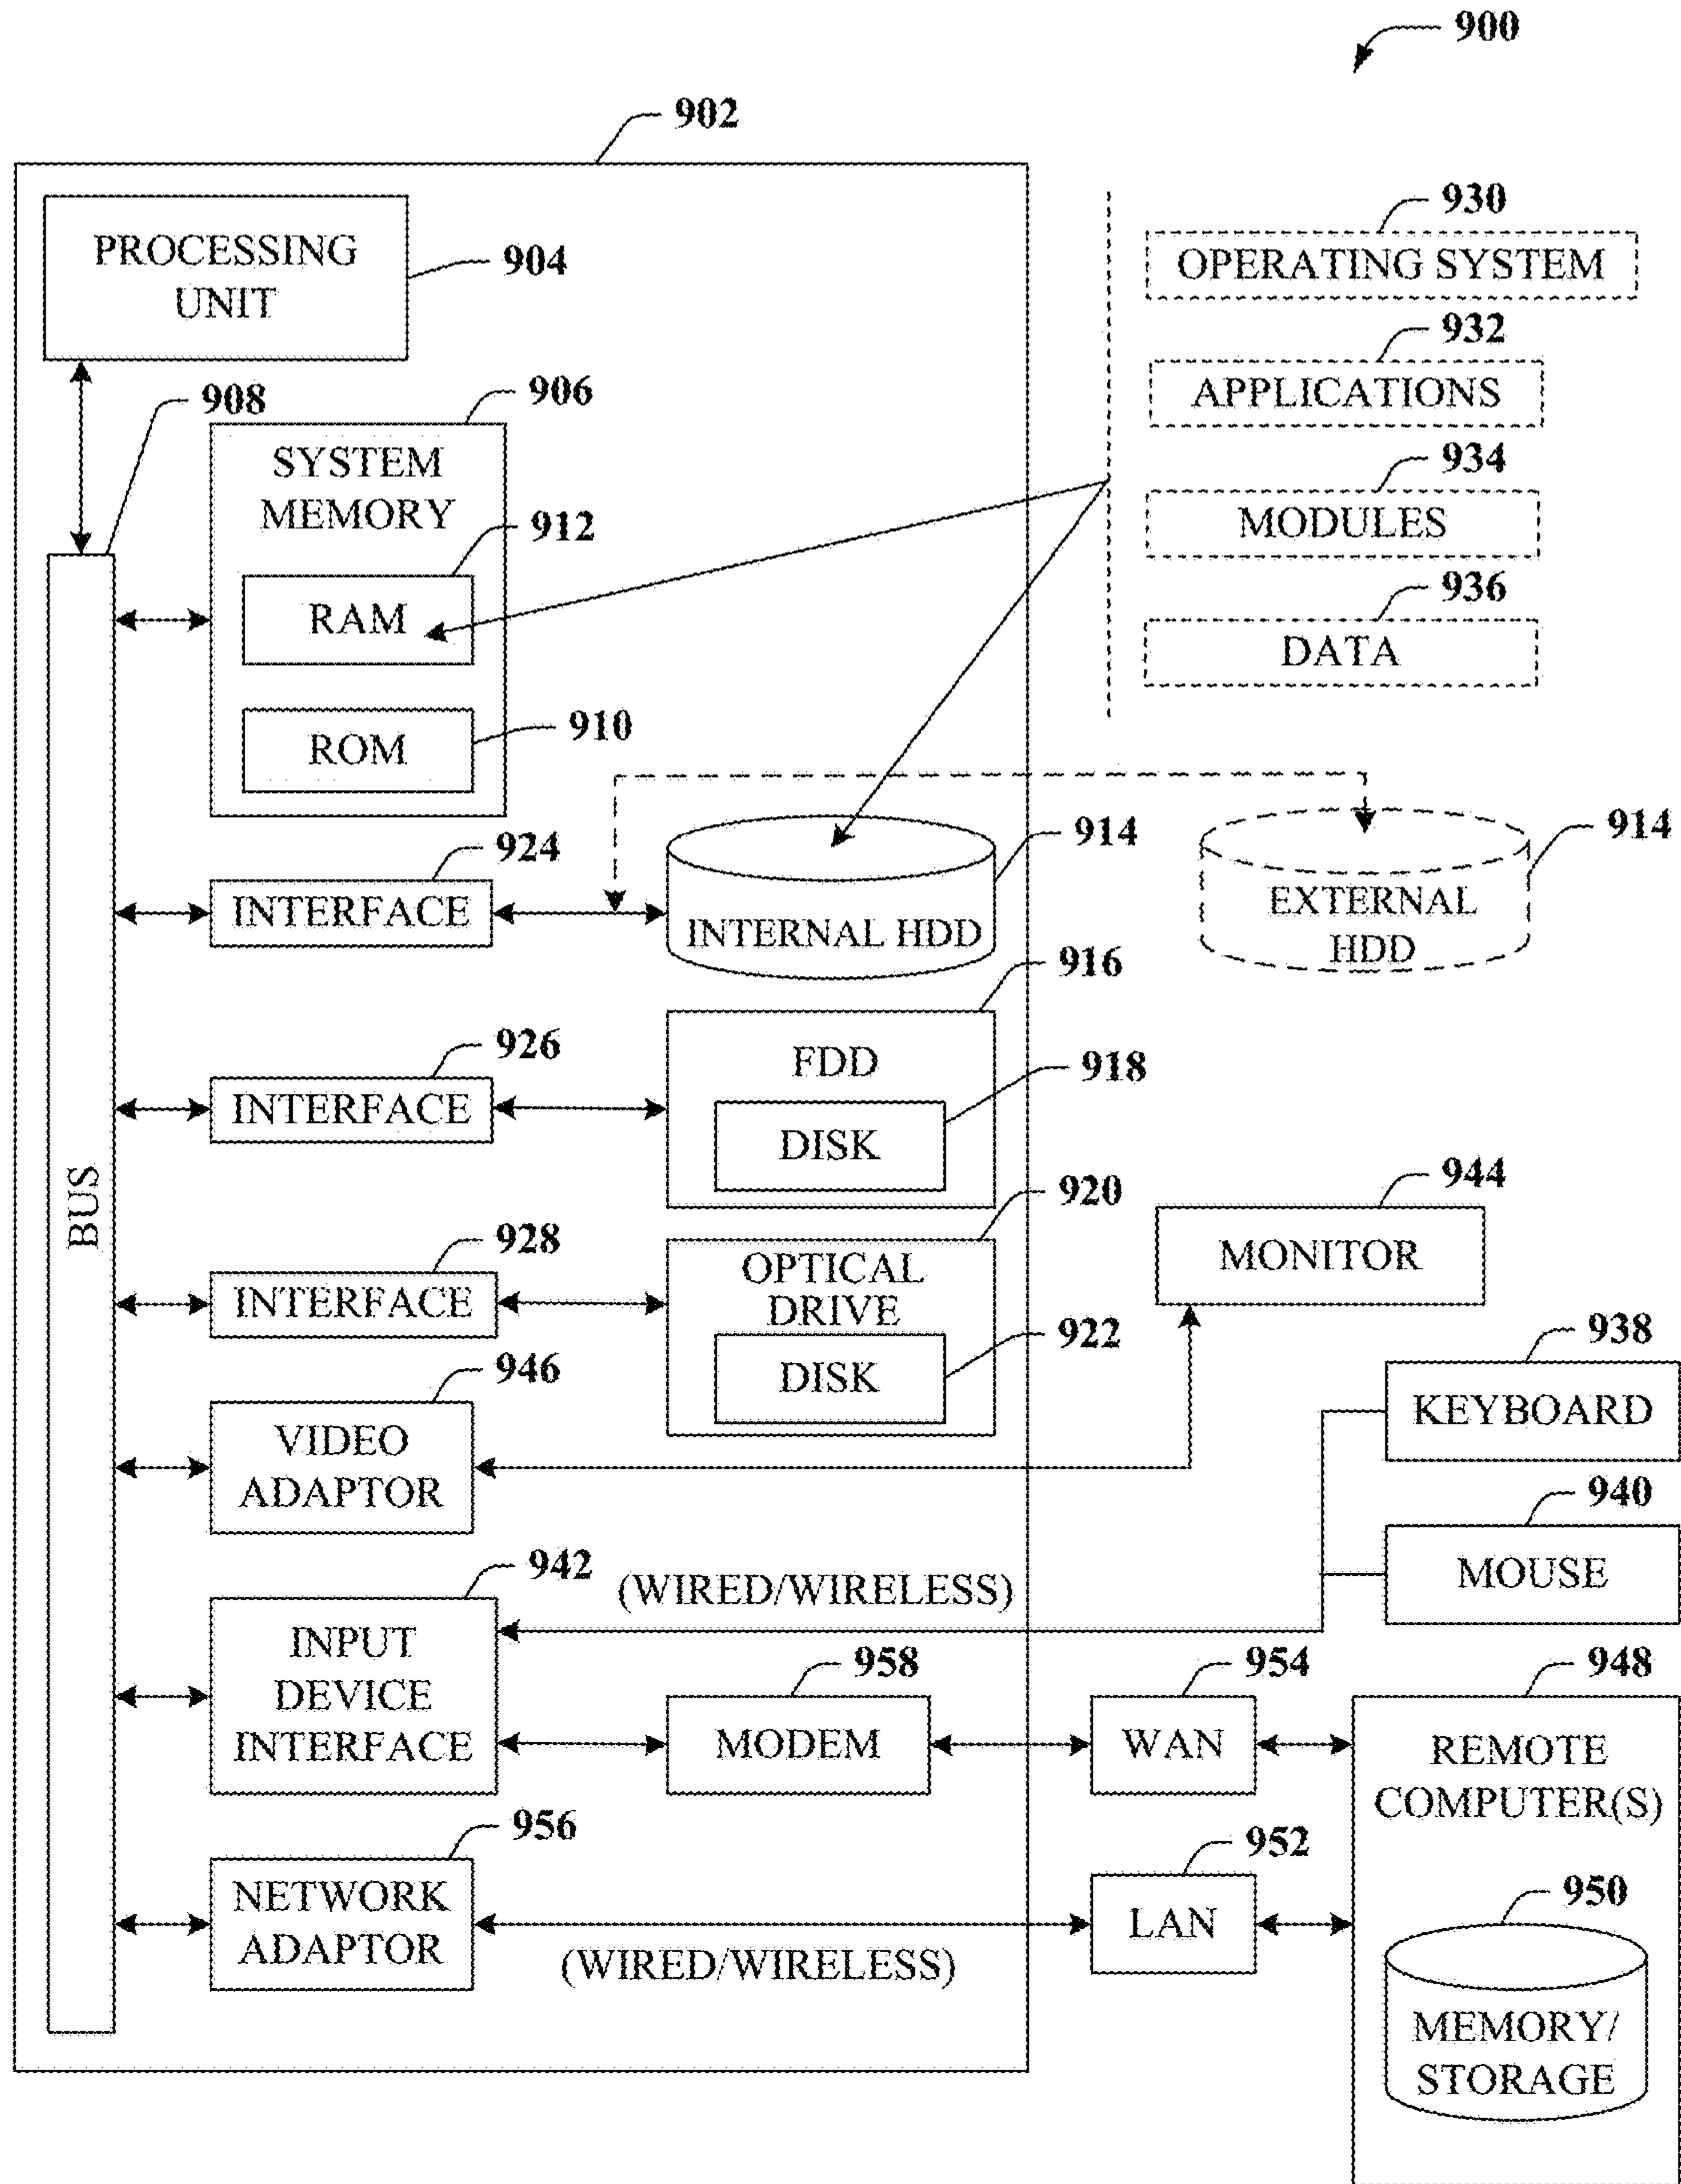 900
902
PROCESSING
UNIT
904
930
OPERATING SYSTEM
932
APPLICATIONS
934
MODULES
936
DATA
908
906
SYSTEM
MEMORY
912
RAM
910
ROM
924
INTERFACE
914
INTERNAL HDD
914
EXTERNAL
HDD
916
926
INTERFACE
FDD
918
DISK
BUS
920
928
INTERFACE
OPTICAL
DRIVE
922
DISK
944
MONITOR
938
KEYBOARD
946
VIDEO
ADAPTOR
940
MOUSE
942
(WIRED/WIRELESS)
INPUT
DEVICE
INTERFACE
958
MODEM
954
WAN
948
REMOTE
COMPUTER(S)
956
NETWORK
ADAPTOR
(WIRED/WIRELESS)
952
LAN
950
MEMORY/
STORAGE